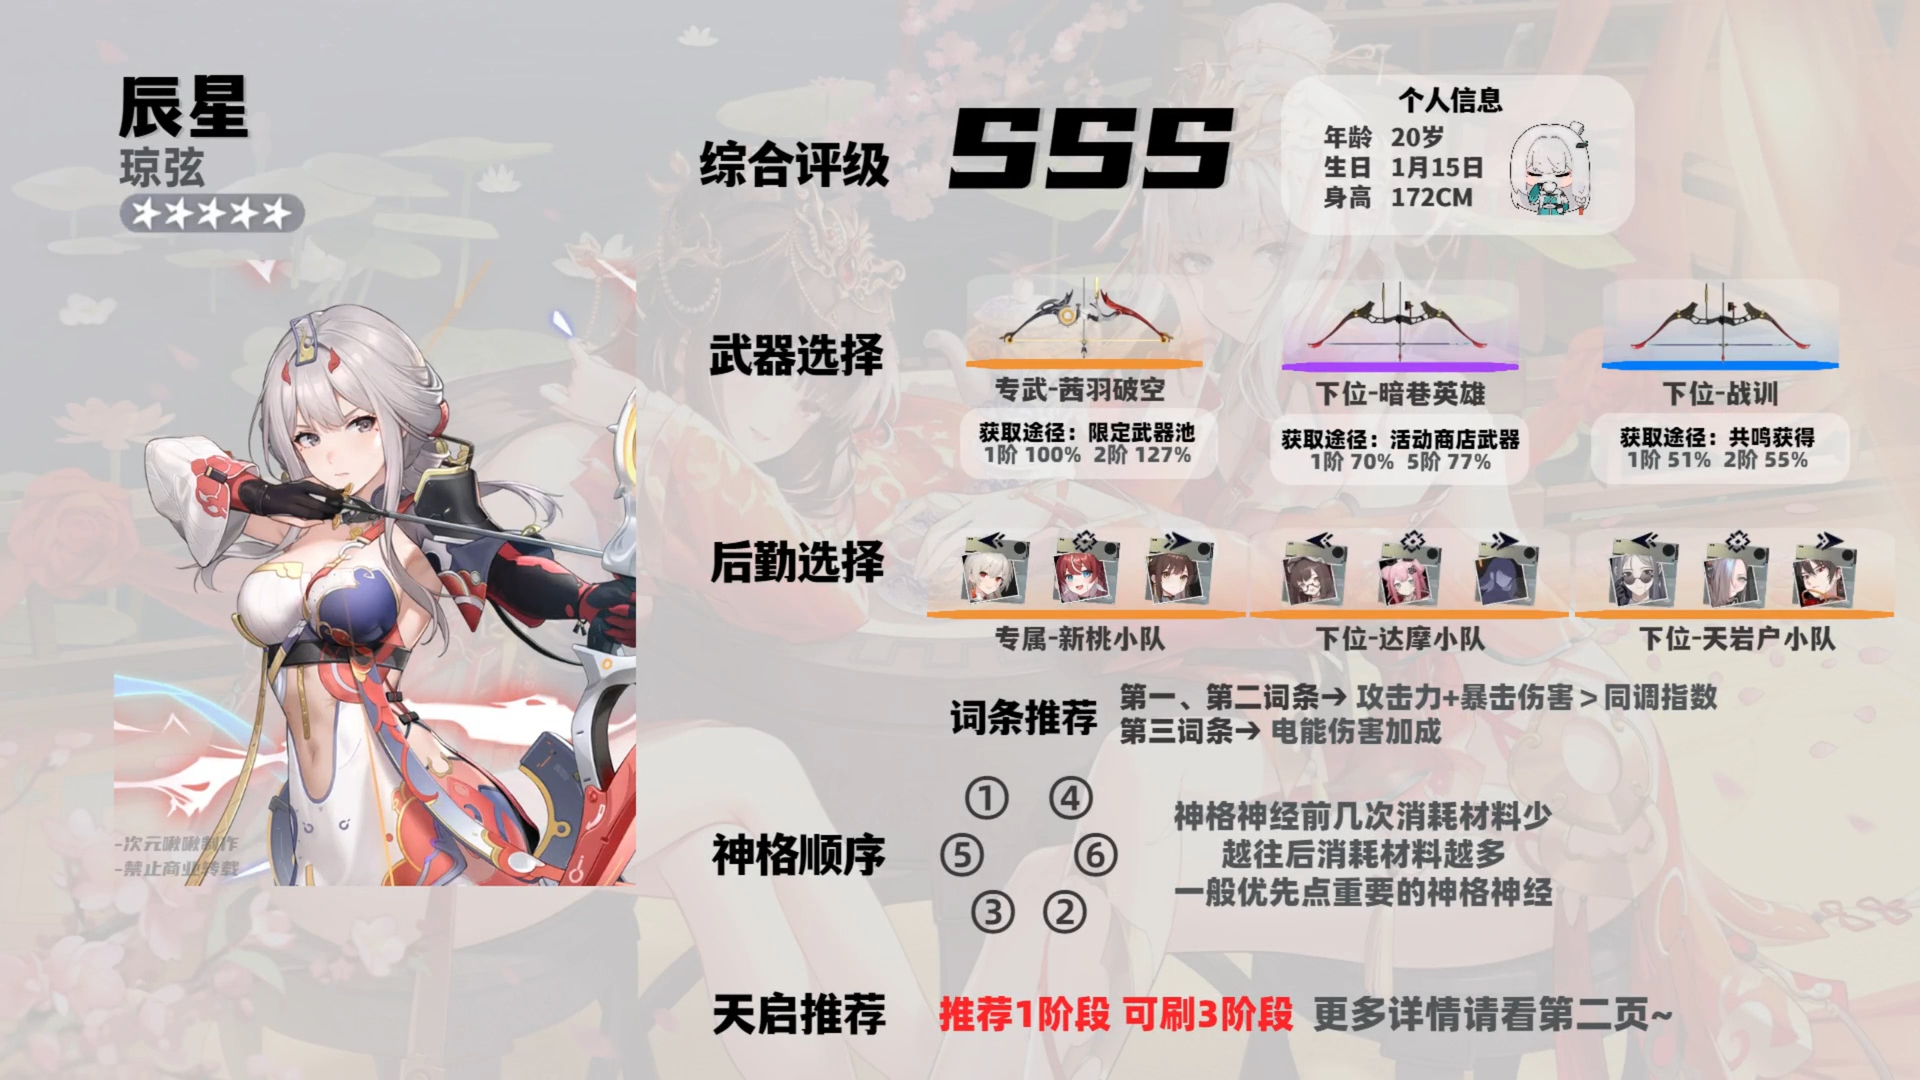 辰星
琼弦
综合评级
SSS
个人信息
年龄 20岁
生日 1月15日
身高 172CM
武器选择
专武-茜羽破空
获取途径：限定武器池
1阶 100% 2阶 127%
下位-暗巷英雄
获取途径：活动商店武器
1阶 70% 5阶 77%
下位-战训
获取途径：共鸣获得
1阶 51% 2阶 55%
后勤选择
专属-新桃小队
下位-达摩小队
下位-天岩户小队
词条推荐
第一、第二词条→ 攻击力+暴击伤害＞同调指数
第三词条→ 电能伤害加成
神格顺序
① ④
⑤ ⑥
③ ②
神格神经前几次消耗材料少
越往后消耗材料越多
一般优先点重要的神格神经
-次元啾啾制作
-禁止商业转载
天启推荐
推荐1阶段 可刷3阶段 更多详情请看第二页~